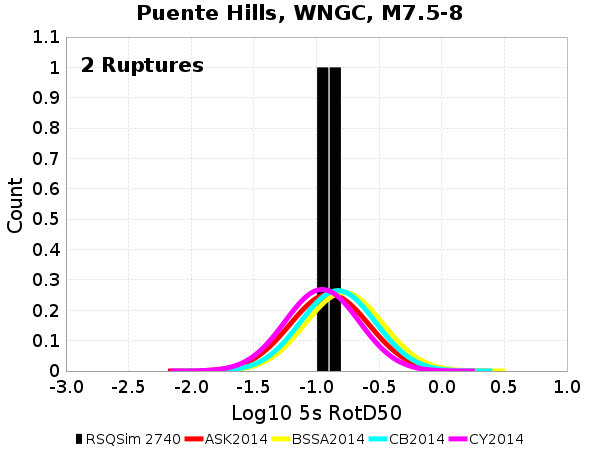 Puente Hills, WNGC, M7.5-8
2 Ruptures
1.1
1
0.9
0.8
0.7
0.6
0.5
0.4
0.3
0.2
0.1
0
Count
-3.0 -2.5 -2.0 -1.5 -1.0 -0.5 0.0 0.5 1.0
Log10 5s RotD50
RSQSim 2740 ASK2014 BSSA2014 CB2014 CY2014